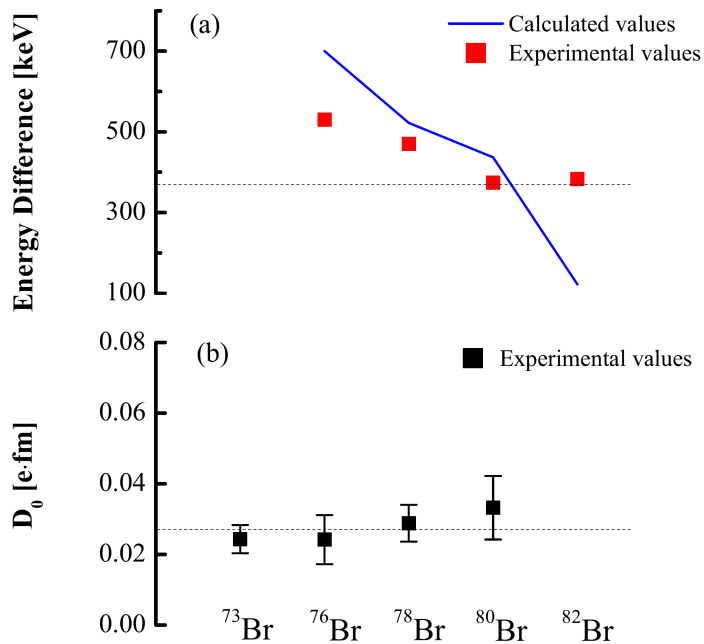 (a)
Calculated values
Experimental values
Energy Difference [keV]
700
500
300
100
(b)
Experimental values
D₀ [e·fm]
0.08
0.06
0.04
0.02
0.00
⁷³Br ⁷⁶Br ⁷⁸Br ⁸⁰Br ⁸²Br